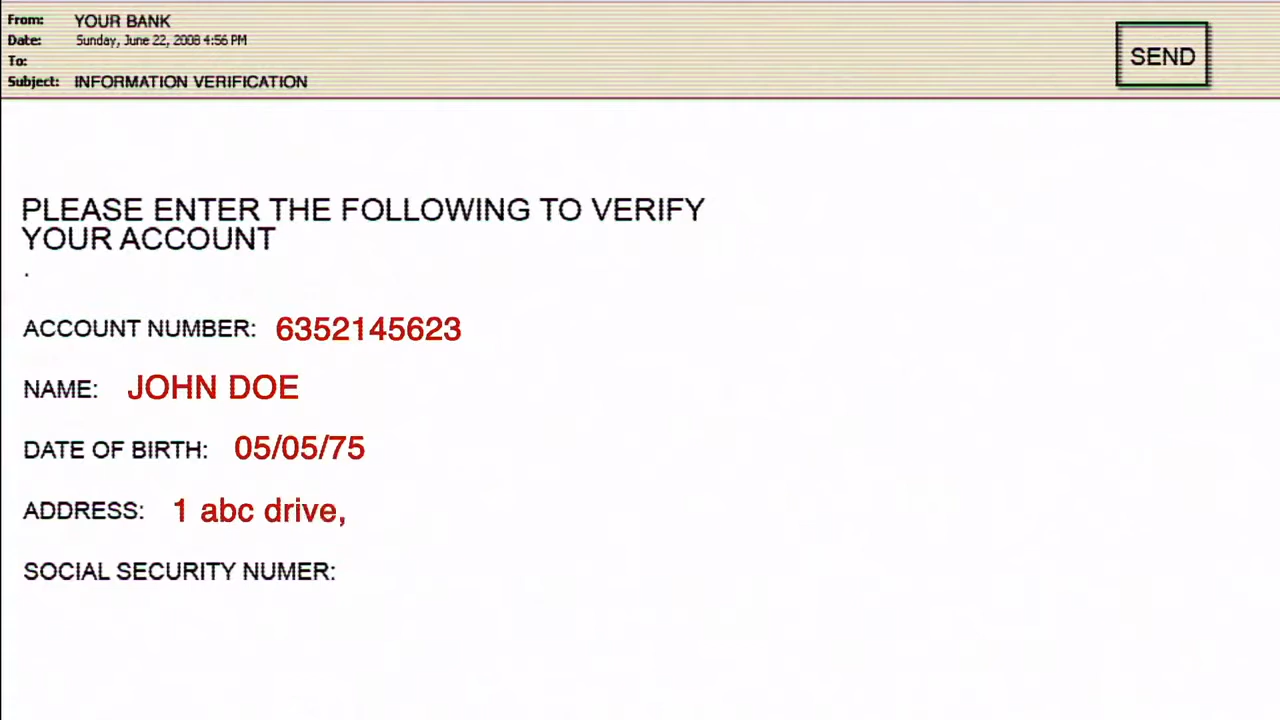 From: YOUR BANK
Date: Sunday, June 22, 2008 4:56 PM
To:
Subject: INFORMATION VERIFICATION
SEND
PLEASE ENTER THE FOLLOWING TO VERIFY
YOUR ACCOUNT
.
ACCOUNT NUMBER: 6352145623
NAME: JOHN DOE
DATE OF BIRTH: 05/05/75
ADDRESS: 1 abc drive,
SOCIAL SECURITY NUMER: